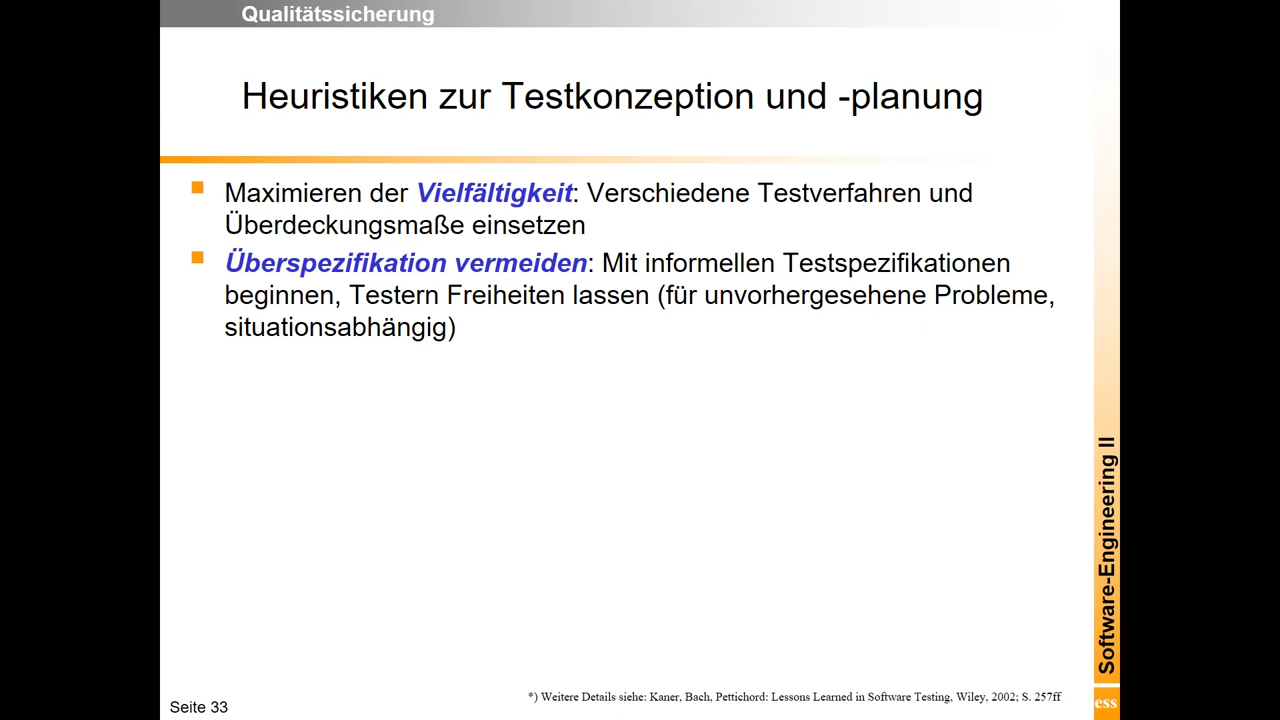 Qualitätssicherung
Heuristiken zur Testkonzeption und -planung
Maximieren der Vielfältigkeit: Verschiedene Testverfahren und
Überdeckungsmaße einsetzen
Überspezifikation vermeiden: Mit informellen Testspezifikationen
beginnen, Testern Freiheiten lassen (für unvorhergesehene Probleme,
situationsabhängig)
Software-Engineering II
*) Weitere Details siehe: Kaner, Bach, Pettichord: Lessons Learned in Software Testing, Wiley, 2002; S. 257ff
Seite 33
ess